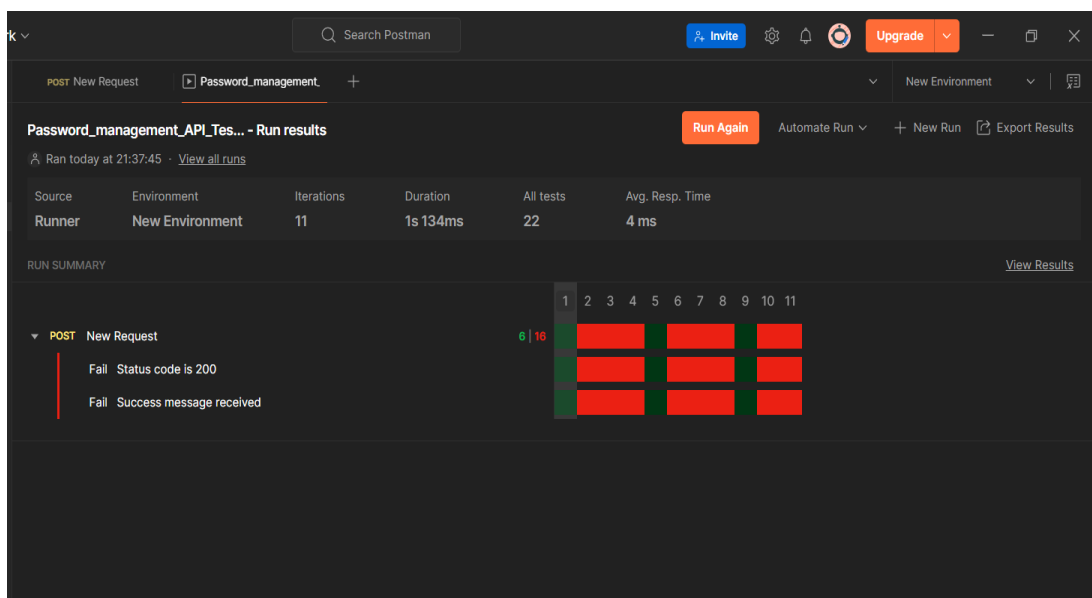 k
Search Postman
Invite
Upgrade
POST New Request
Password_management_
New Environment
Password_management_API_Tes... - Run results
Run Again
Automate Run
New Run
Export Results
Ran today at 21:37:45 · View all runs
Source Environment Iterations Duration All tests Avg. Resp. Time
Runner New Environment 11 1s 134ms 22 4 ms
RUN SUMMARY
View Results
1 2 3 4 5 6 7 8 9 10 11
POST New Request 6 | 16
Fail Status code is 200
Fail Success message received